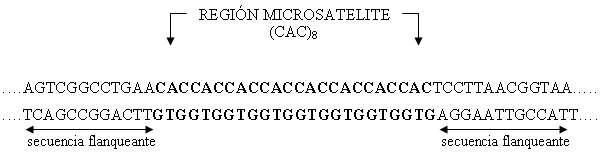 REGIÓN MICROSATELITE
(CAC)8
.....AGTCGGCCTGAACACCACCACCACCACCACCACCACTCCTTAACGGTAA.....
.....TCAGCCGGACTTGTGGTGGTGGTGGTGGTGGTGGTGAGGAATTGCCATT.....
secuencia flanqueante secuencia flanqueante